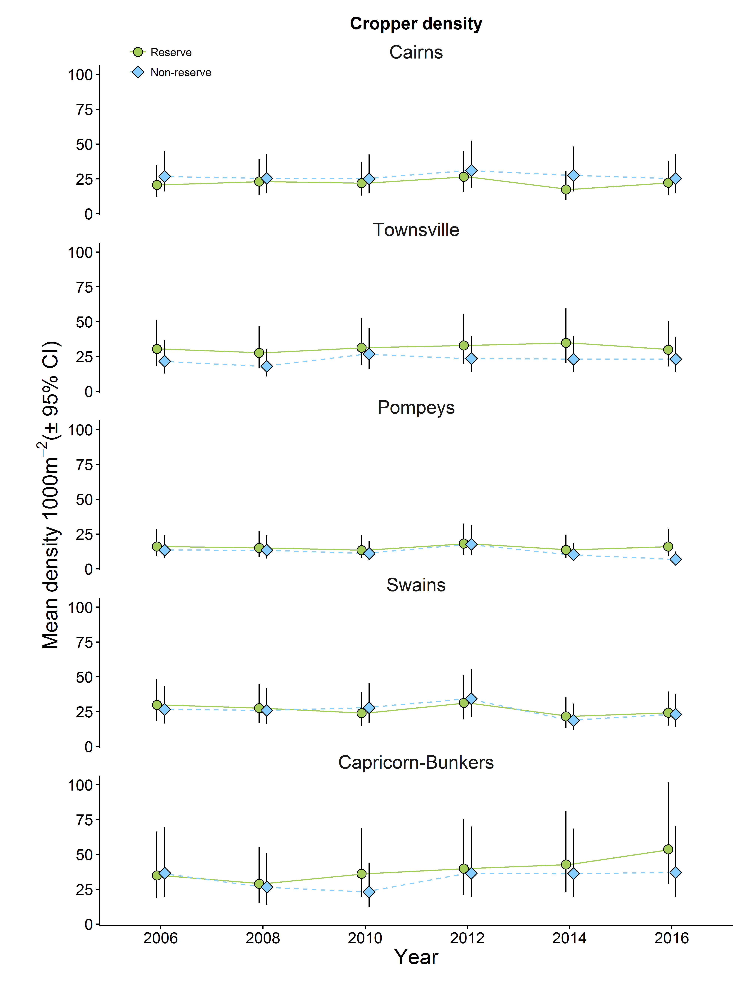 Cropper density
Reserve
Non-reserve
Cairns
100
75
50
25
0
Townsville
100
75
50
25
0
Pompeys
100
75
50
25
0
Swains
100
75
50
25
0
Capricorn-Bunkers
100
75
50
25
0
Mean density 1000m⁻²(± 95% CI)
2006 2008 2010 2012 2014 2016
Year